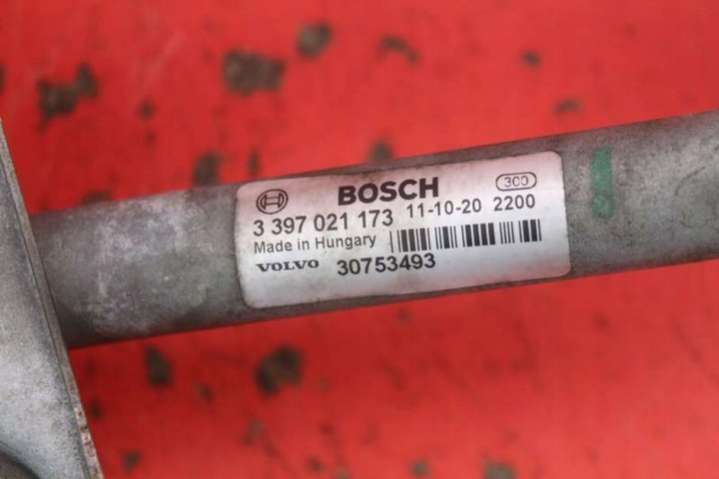 BOSCH 300
3 397 021 173 11-10-20 2200
Made in Hungary
VOLVO 30753493